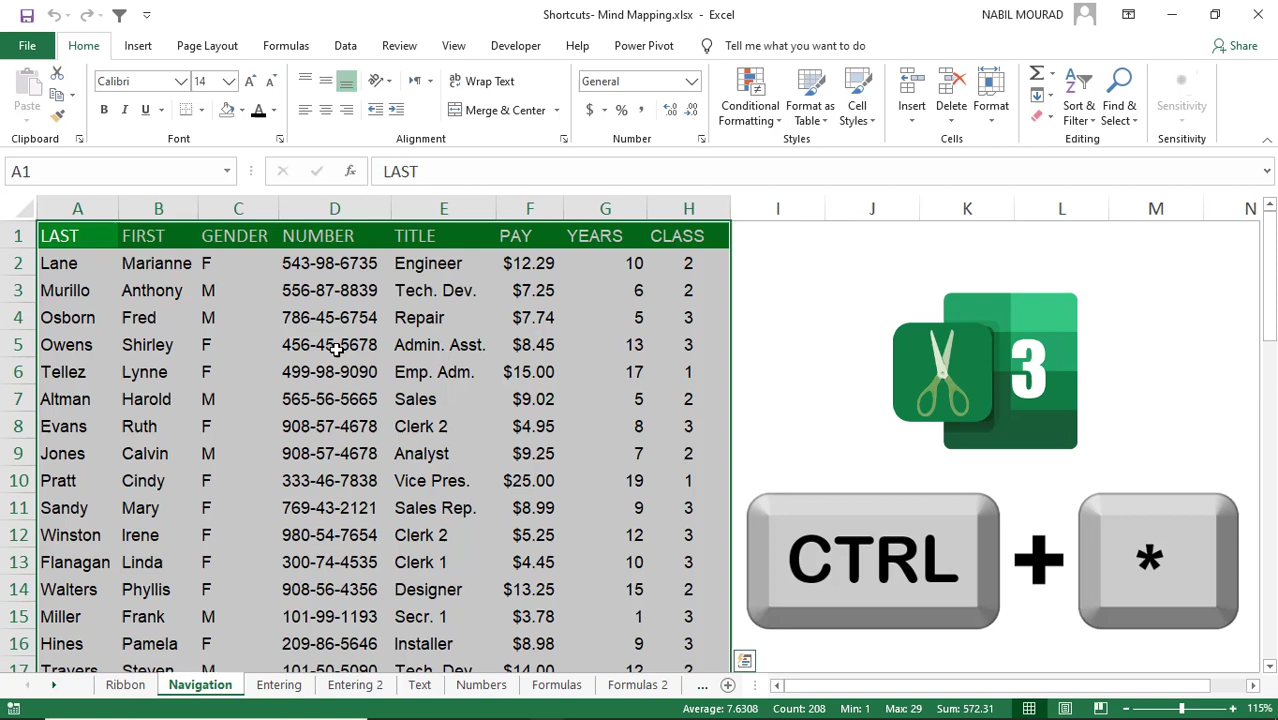 Shortcuts- Mind Mapping.xlsx - Excel
NABIL MOURAD
File Home Insert Page Layout Formulas Data Review View Developer Help Power Pivot Tell me what you want to do Share
Paste
Calibri 14
Wrap Text
General
Conditional Formatting
Format as Table
Cell Styles
Insert Delete Format
Sort & Filter
Find & Select
Sensitivity
B I U A
Merge & Center
$ % ,
Clipboard Font Alignment Number Styles Cells Editing Sensitivity
A1 fx LAST
A B C D E F G H I J K L M N
1 LAST FIRST GENDER NUMBER TITLE PAY YEARS CLASS
2 Lane Marianne F 543-98-6735 Engineer $12.29 10 2
3 Murillo Anthony M 556-87-8839 Tech. Dev. $7.25 6 2
4 Osborn Fred M 786-45-6754 Repair $7.74 5 3
5 Owens Shirley F 456-45-5678 Admin. Asst. $8.45 13 3
6 Tellez Lynne F 499-98-9090 Emp. Adm. $15.00 17 1
7 Altman Harold M 565-56-5665 Sales $9.02 5 2
8 Evans Ruth F 908-57-4678 Clerk 2 $4.95 8 3
9 Jones Calvin M 908-57-4678 Analyst $9.25 7 2
10 Pratt Cindy F 333-46-7838 Vice Pres. $25.00 19 1
11 Sandy Mary F 769-43-2121 Sales Rep. $8.99 9 3
12 Winston Irene F 980-54-7654 Clerk 2 $5.25 12 3
13 Flanagan Linda F 300-74-4535 Clerk 1 $4.45 10 3
14 Walters Phyllis F 908-56-4356 Designer $13.25 15 2
15 Miller Frank M 101-99-1193 Secr. 1 $3.78 1 3
16 Hines Pamela F 209-86-5646 Installer $8.98 9 3
17 Travers Steven M 101-50-5090 Tech. Dev. $14.00 12 2
3
CTRL + *
Ribbon Navigation Entering Entering 2 Text Numbers Formulas Formulas 2 ...
Average: 7.6308 Count: 208 Min: 1 Max: 29 Sum: 572.31 115%